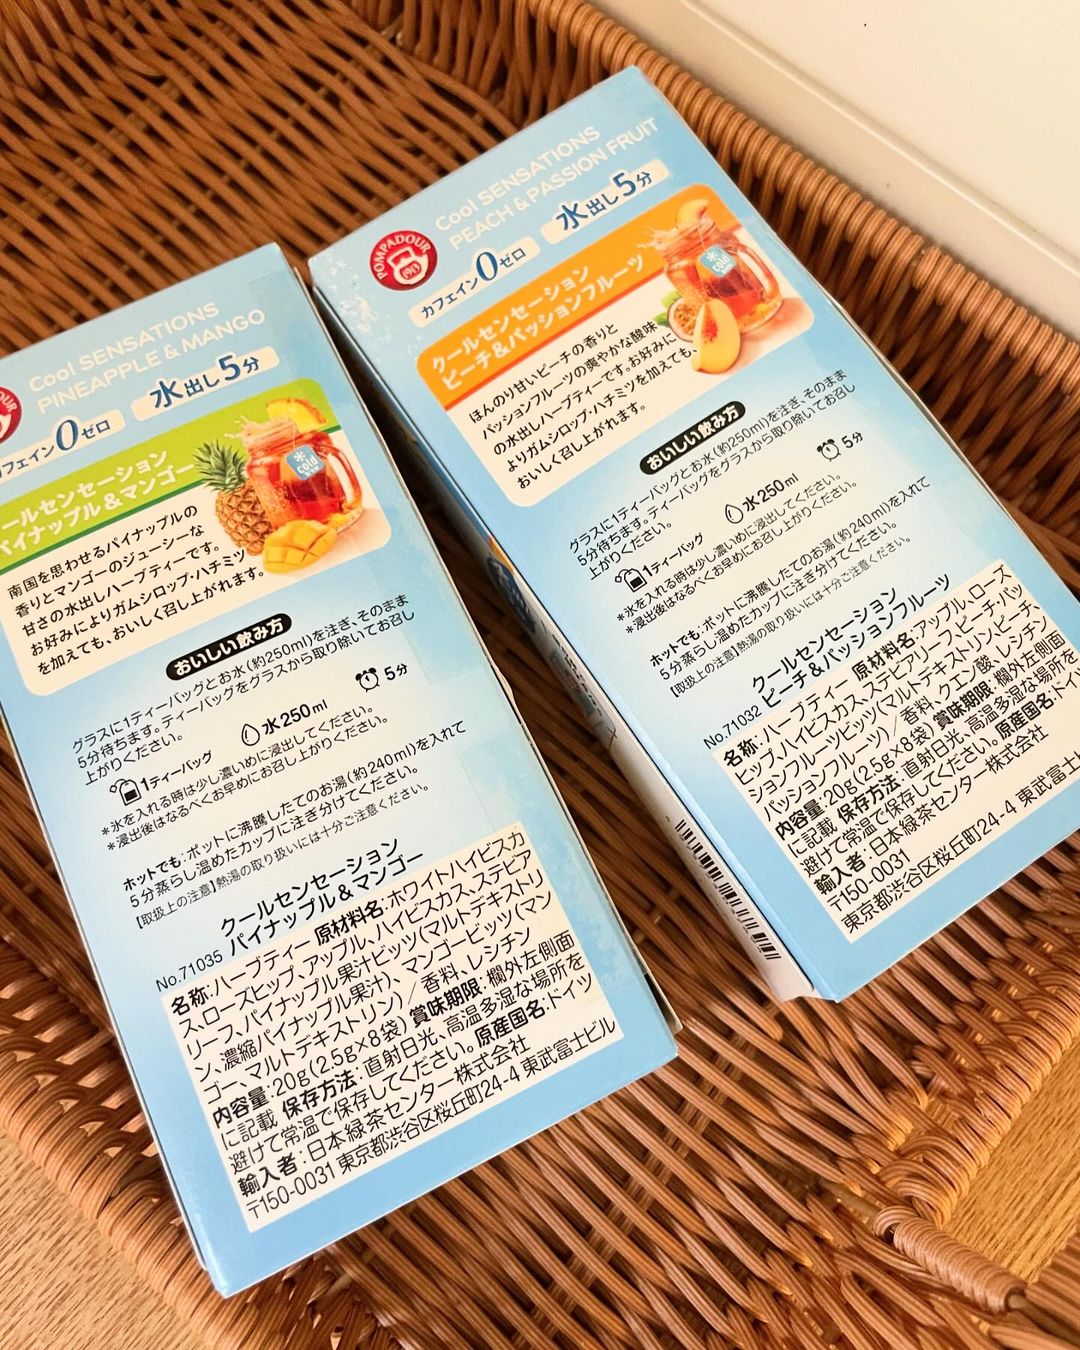 Cool SENSATIONS
PINEAPPLE & MANGO
カフェイン0ゼロ
水出し5分
クールセンセーション
パイナップル&マンゴー
南国を思わせるパイナップルの
香りとマンゴーのジューシーな
甘さの水出しハーブティーです。
お好みによりガムシロップ・ハチミツ
を加えても、おいしく召し上がれます。
cold
おいしい飲み方
グラスに1ティーバッグとお水(約250ml)を注ぎ、そのまま
5分待ちます。ティーバッグをグラスから取り除いてお召し
上がりください。
1ティーバッグ
水250ml
5分
*氷を入れる時は少し濃いめに浸出してください。
*浸出後はなるべくお早めにお召し上がりください。
ホットでも:ポットに沸騰したてのお湯(約240ml)を入れて
5分蒸らし温めたカップに注ぎ分けてください。
【取扱上の注意】熱湯の取り扱いには十分ご注意ください。
クールセンセーション
No.71035 パイナップル&マンゴー
名称:ハーブティー 原材料名:ホワイトハイビスカ
ス、ローズヒップ、アップル、ハイビスカス、ステビア
リーフ、パイナップル果汁ビッツ(マルトデキストリ
ン、濃縮パイナップル果汁)、マンゴービッツ(マン
ゴー、マルトデキストリン)/香料、レシチン
内容量:20g(2.5g×8袋) 賞味期限:欄外左側面
に記載 保存方法:直射日光、高温多湿な場所を
避けて常温で保存してください。原産国名:ドイツ
輸入者:日本緑茶センター株式会社
〒150-0031 東京都渋谷区桜丘町24-4 東武富士ビル
POMPADOUR
1913
Cool SENSATIONS
PEACH & PASSION FRUIT
カフェイン0ゼロ
水出し5分
クールセンセーション
ピーチ&パッションフルーツ
ほんのり甘いピーチの香りと
パッションフルーツの爽やかな酸味
の水出しハーブティーです。お好みに
よりガムシロップ・ハチミツを加えても、
おいしく召し上がれます。
cold
おいしい飲み方
グラスに1ティーバッグとお水(約250ml)を注ぎ、そのまま
5分待ちます。ティーバッグをグラスから取り除いてお召し
上がりください。
1ティーバッグ
水250ml
5分
*氷を入れる時は少し濃いめに浸出してください。
*浸出後はなるべくお早めにお召し上がりください。
ホットでも:ポットに沸騰したてのお湯(約240ml)を入れて
5分蒸らし温めたカップに注ぎ分けてください。
【取扱上の注意】熱湯の取り扱いには十分ご注意ください。
クールセンセーション
No.71032 ピーチ&パッションフルーツ
名称:ハーブティー 原材料名:アップル、ローズ
ヒップ、ハイビスカス、ステビアリーフ、ピーチ・パッ
ションフルーツビッツ(マルトデキストリン、ピーチ、
パッションフルーツ)/香料、クエン酸、レシチン
内容量:20g(2.5g×8袋) 賞味期限:欄外左側面
に記載 保存方法:直射日光、高温多湿な場所を
避けて常温で保存してください。原産国名:ドイツ
輸入者:日本緑茶センター株式会社
〒150-0031
東京都渋谷区桜丘町24-4 東武富士